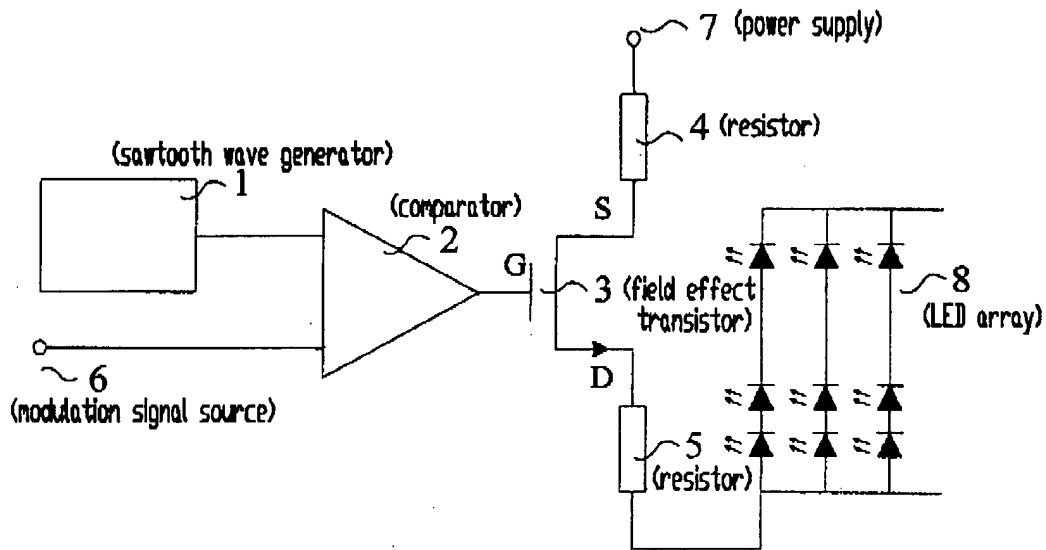 7 (power supply)
4 (resistor)
(sawtooth wave generator)
1
(comparator)
2
S
G
3 (field effect
transistor)
8
(LED array)
D
6
(modulation signal source)
5
(resistor)